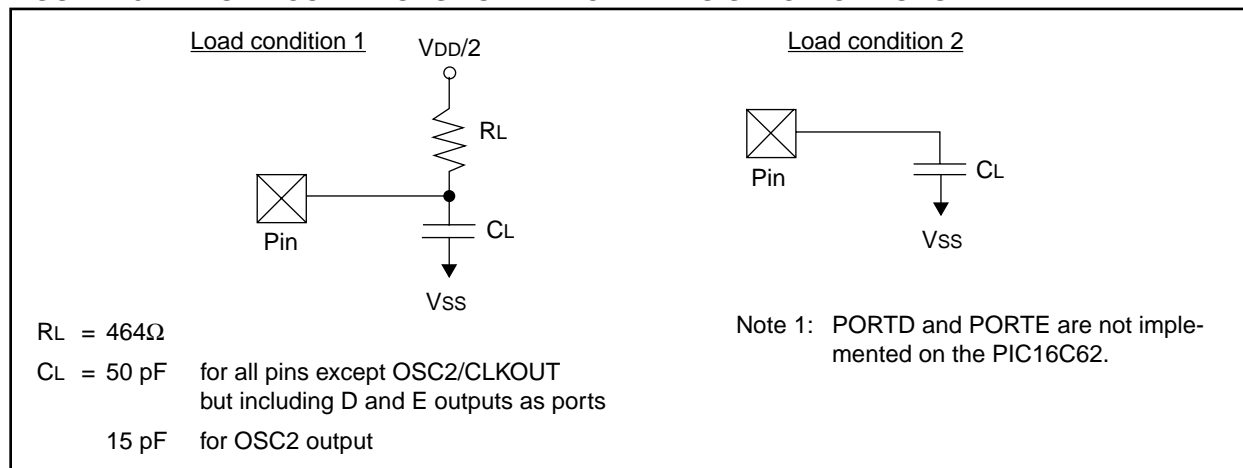 Load condition 1
VDD/2
RL
Pin
CL
VSS
RL = 464Ω
CL = 50 pF for all pins except OSC2/CLKOUT
but including D and E outputs as ports
15 pF for OSC2 output
Load condition 2
Pin
CL
VSS
Note 1: PORTD and PORTE are not imple-
mented on the PIC16C62.